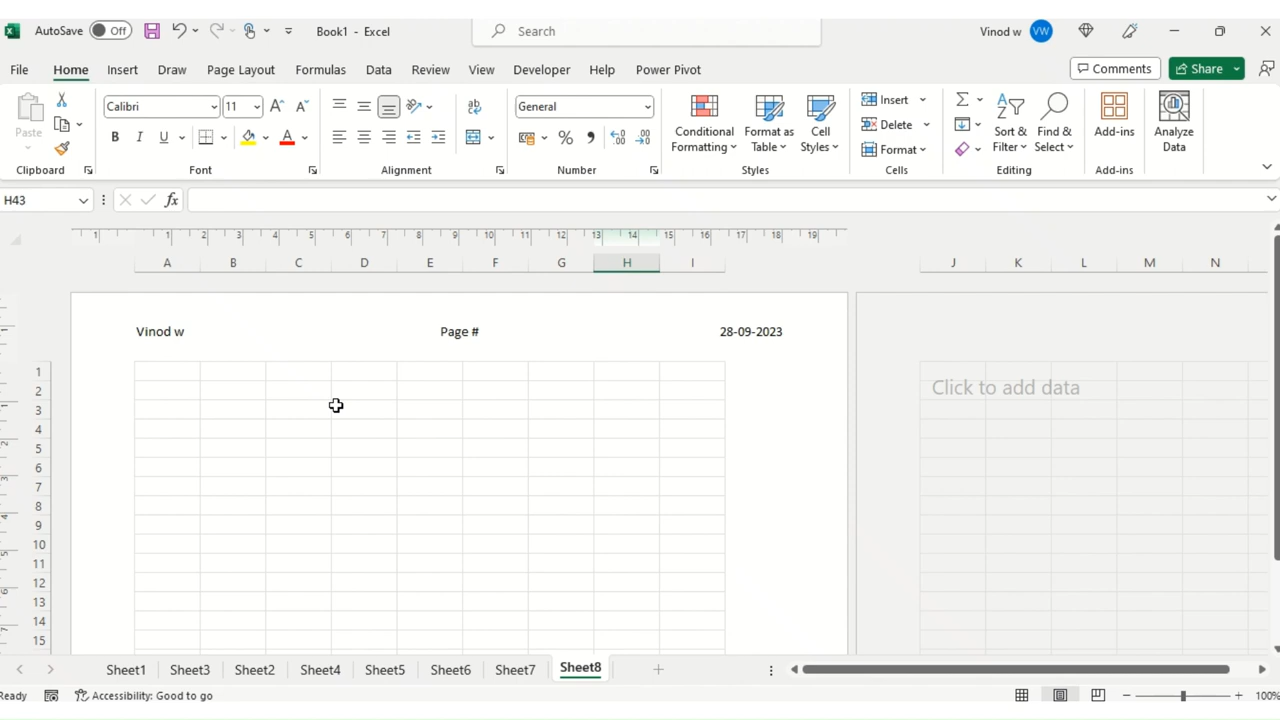 AutoSave Off Book1 - Excel Search Vinod w VW
File Home Insert Draw Page Layout Formulas Data Review View Developer Help Power Pivot Comments Share
Paste Calibri 11 General Conditional Formatting Format as Table Cell Styles Insert Delete Format Sort & Filter Find & Select Add-ins Analyze Data
Clipboard Font Alignment Number Styles Cells Editing Add-ins
H43 fx
1 1 2 3 4 5 6 7 8 9 10 11 12 13 14 15 16 17 18 19
A B C D E F G H I J K L M N
Vinod w Page # 28-09-2023
1
2 Click to add data
3
4
5
6
7
8
9
10
11
12
13
14
15
Sheet1 Sheet3 Sheet2 Sheet4 Sheet5 Sheet6 Sheet7 Sheet8
Ready Accessibility: Good to go 100%